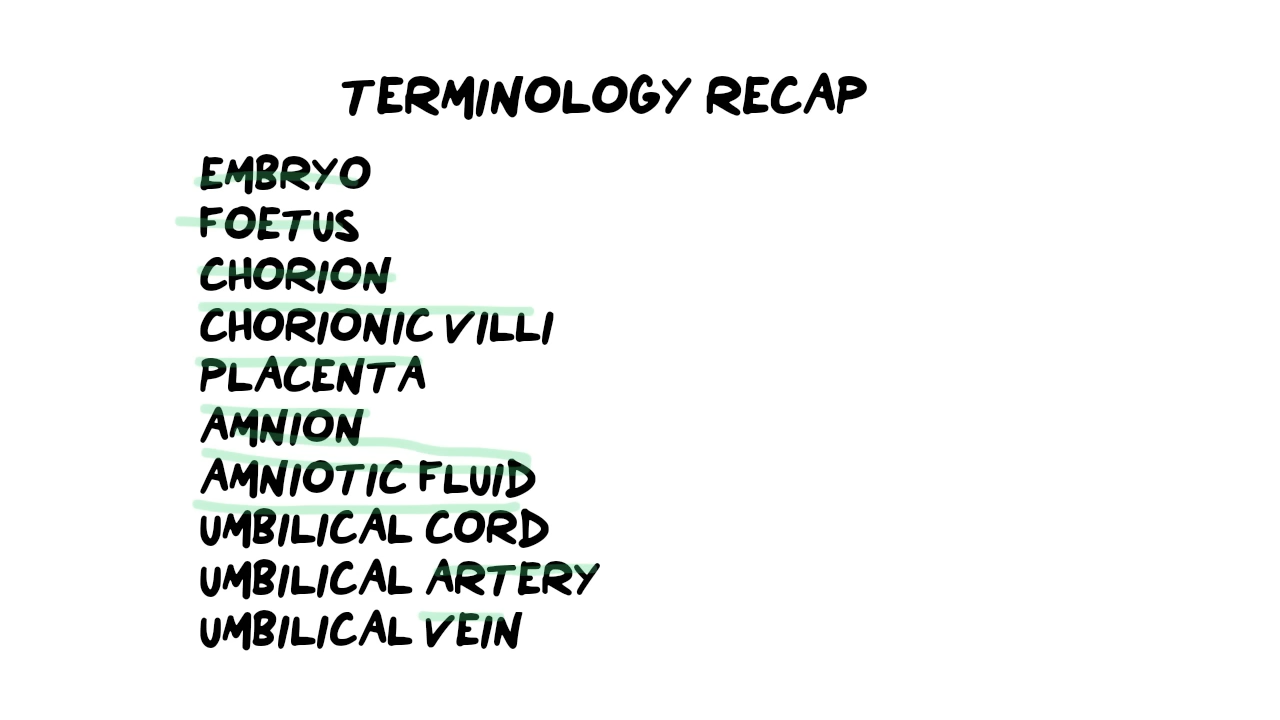 TERMINOLOGY RECAP
EMBRYO
FOETUS
CHORION
CHORIONIC VILLI
PLACENTA
AMNION
AMNIOTIC FLUID
UMBILICAL CORD
UMBILICAL ARTERY
UMBILICAL VEIN